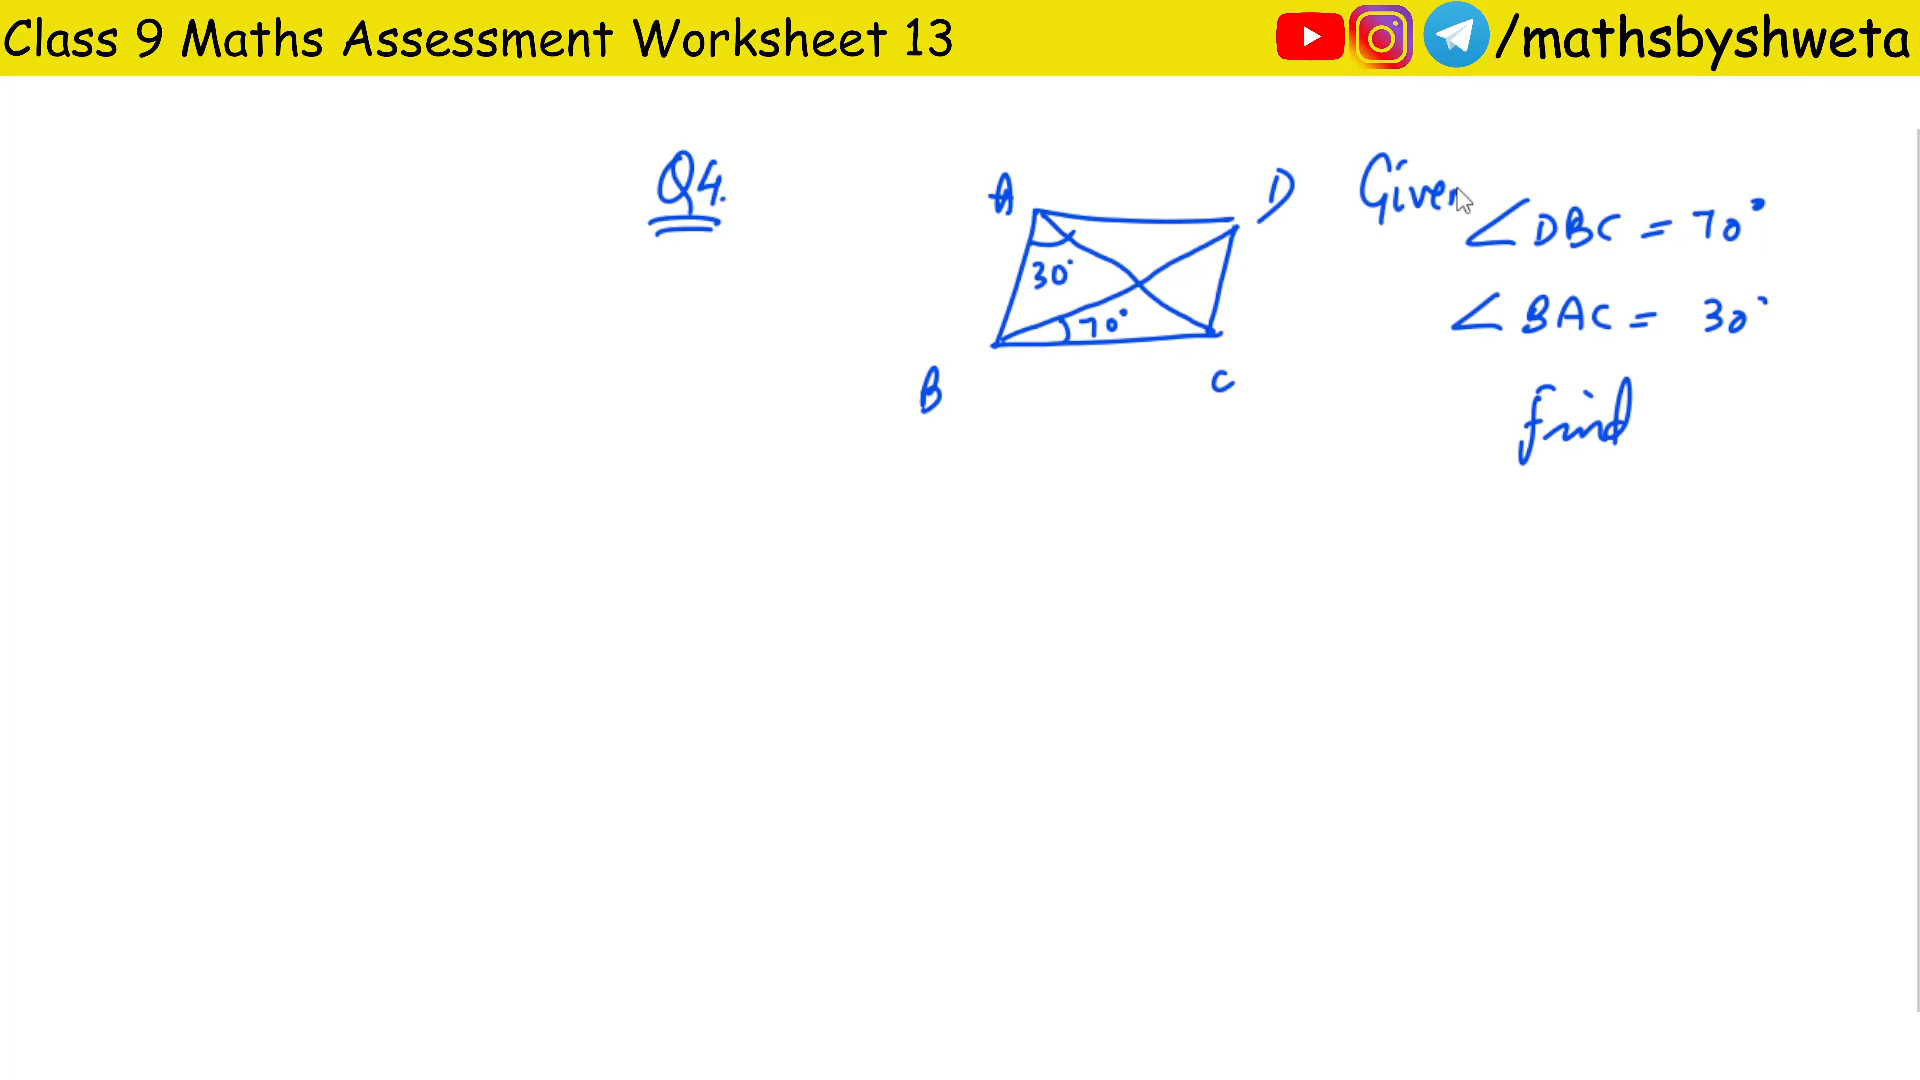 Class 9 Maths Assessment Worksheet 13
/mathsbyshweta
Q4.
A
D
Given
∠DBC = 70°
30°
70°
∠BAC = 30°
B
C
find